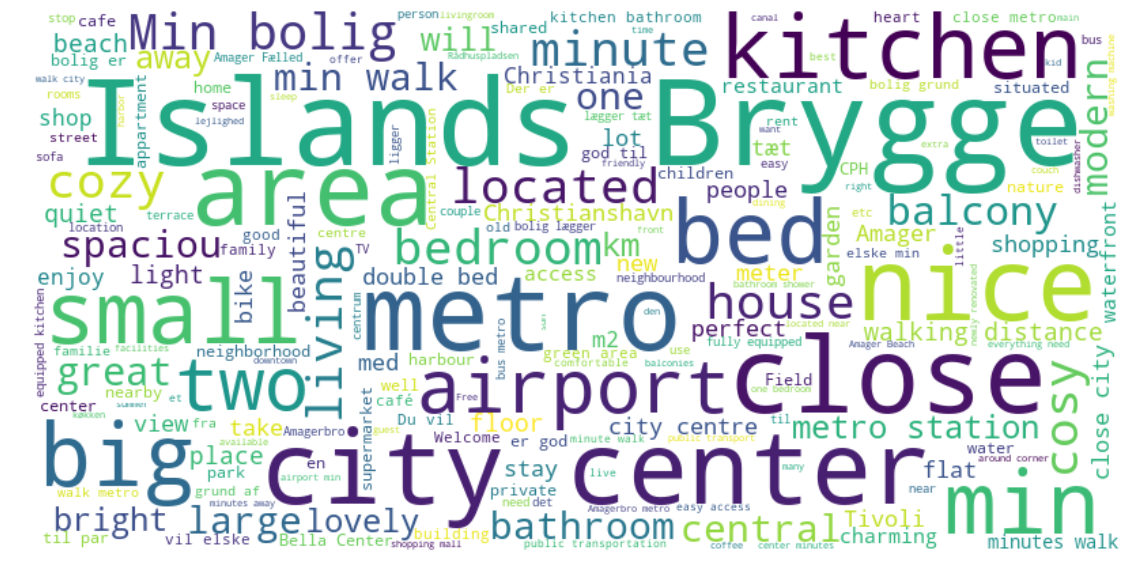 stop cafe Min bolig person livingroom shared kitchen bathroom canal heart close metro main
beach will minute kitchen bus
bolig er away Amager Fælled Rådhuspladsen offer time best kid
walk city min walk Christiania restaurant bolig grund situated washing machine
rooms harbor appartment home sleep Der er one modern
shop space lægger tæt rent
street lejlighed Islands Brygge
sofa ligger Central Station lot god til friendly want tæt easy CPH extra toilet couch dishwasher
cozy area located children people right nature
quiet terrace couple Christianshavn bed dining garden etc balcony
location good beautiful centre old bolig lægger front Amager waterfront
spaciou family living bedroom km new elske min little shopping
enjoy light bike TV double bed access neighbourhood meter nice
small centrum metro bathroom shower house newly renovated
equipped kitchen sun m2 den perfect located near walking distance
familie facilities neighborhood med harbour bus metro green area use fully equipped Amager Beach everything need
great downtown comfortable balconies
nearby two well airport Field close cosy close city
center summer et café Free one bedroom
køkken view fra take Amagerbro supermarket Du vil floor city centre til metro station
big place guest Welcome er god minute walk public transport water
available en around corner
park city center stay live many flat
walk metro grund af airport min private near min
minutes away need det Amagerbro metro easy access
bright large lovely bathroom central Tivoli
til par vil elske Bella Center building charming
shopping mall public transportation coffee center minutes minutes walk